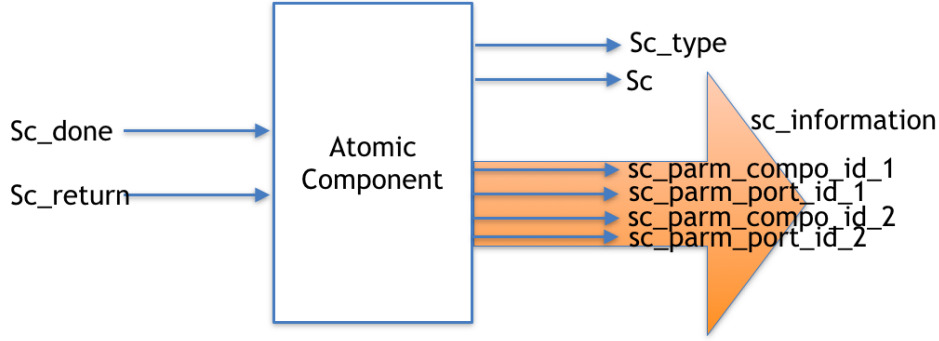 Sc_type
Sc
sc_information
Sc_done
Atomic
Component
sc_parm_compo_id_1
Sc_return
sc_parm_port_id_1
sc_parm_compo_id_2
sc_parm_port_id_2